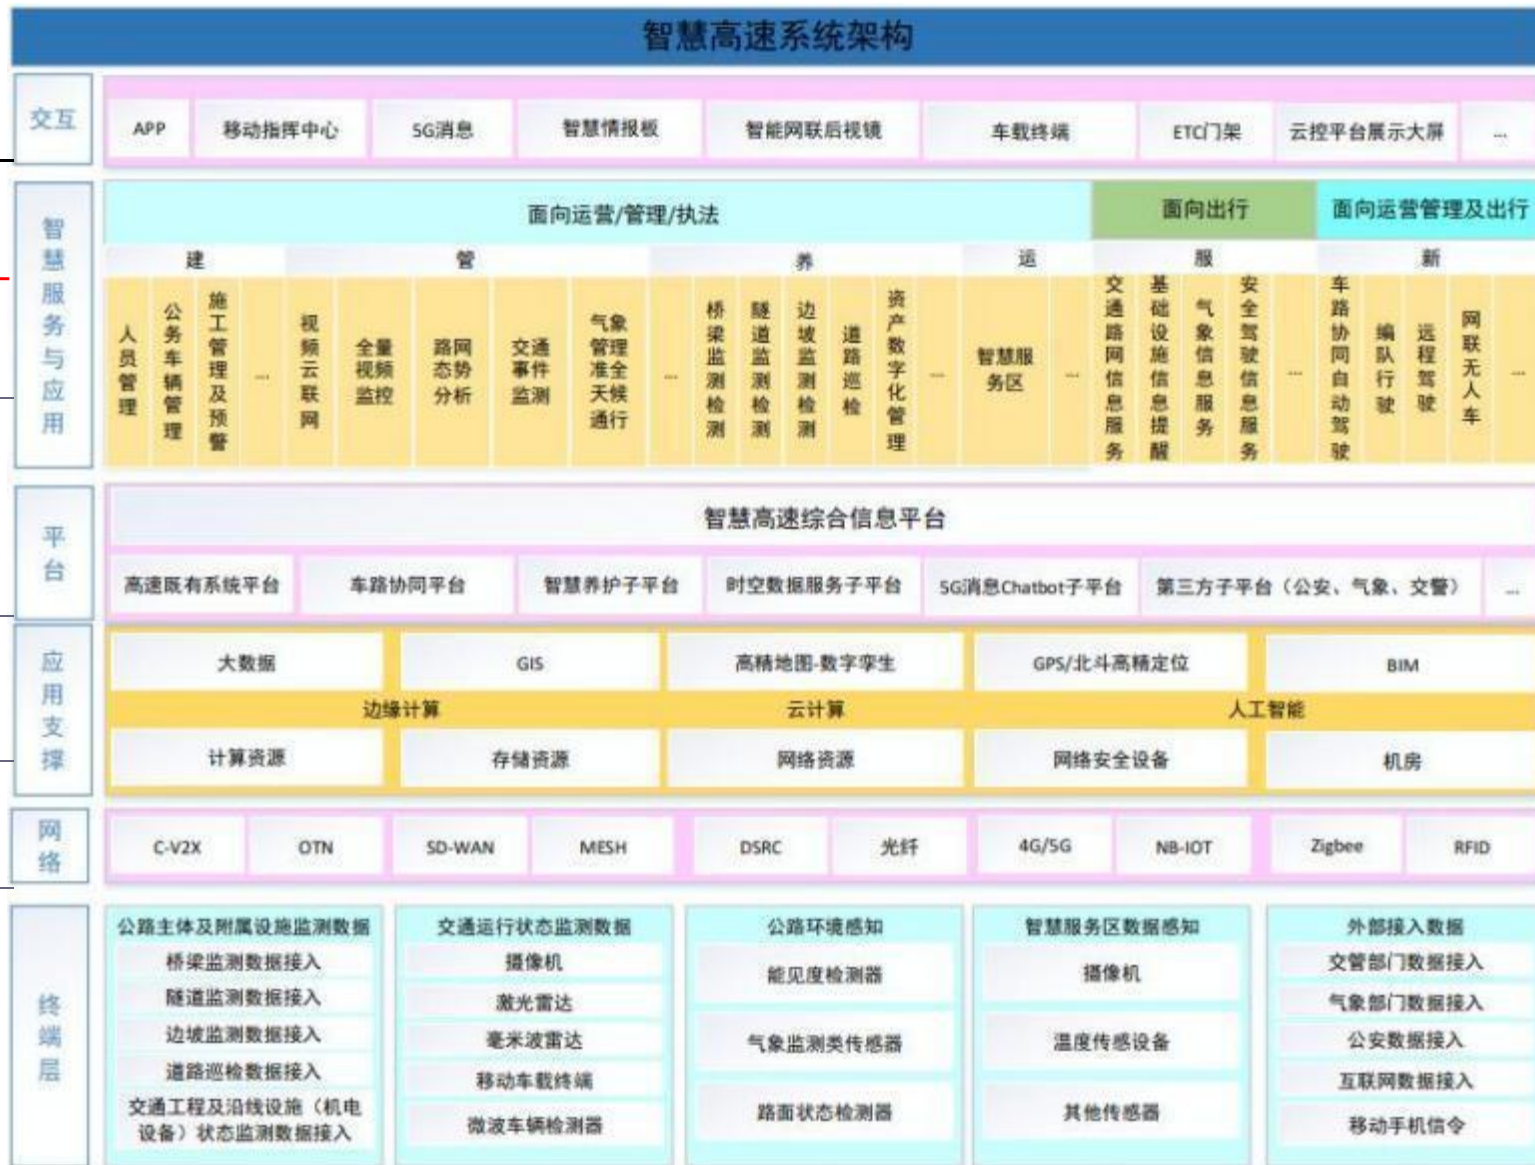 智慧高速系统架构
交互
APP
移动指挥中心
5G消息
智慧情报板
智能网联后视镜
车载终端
ETC门架
云控平台展示大屏
...
智慧服务与应用
面向运营/管理/执法
面向出行
面向运营管理及出行
建
管
养
运
服
新
人员管理
公务车辆管理
施工管理及预警
...
视频云联网
全量
视频
监控
路网
态势
分析
交通
事件
监测
气象
管理
准全
天候
通行
...
桥梁监测检测
隧道监测检测
边坡监测检测
道路巡检
资产数字化管理
...
智慧服
务区
...
交通路网信息服务
基础设施信息提醒
气象信息服务
安全驾驶信息服务
...
车路协同自动驾驶
编队行驶
远程驾驶
网联无人车
...
平台
智慧高速综合信息平台
高速既有系统平台
车路协同平台
智慧养护子平台
时空数据服务子平台
5G消息Chatbot子平台
第三方子平台（公安、气象、交警）
...
应用支撑
大数据
GIS
高精地图-数字孪生
GPS/北斗高精定位
BIM
边缘计算
云计算
人工智能
计算资源
存储资源
网络资源
网络安全设备
机房
网络
C-V2X
OTN
SD-WAN
MESH
DSRC
光纤
4G/5G
NB-IOT
Zigbee
RFID
终端层
公路主体及附属设施监测数据
桥梁监测数据接入
隧道监测数据接入
边坡监测数据接入
道路巡检数据接入
交通工程及沿线设施（机电
设备）状态监测数据接入
交通运行状态监测数据
摄像机
激光雷达
毫米波雷达
移动车载终端
微波车辆检测器
公路环境感知
能见度检测器
气象监测类传感器
路面状态检测器
智慧服务区数据感知
摄像机
温度传感设备
其他传感器
外部接入数据
交管部门数据接入
气象部门数据接入
公安数据接入
互联网数据接入
移动手机信令